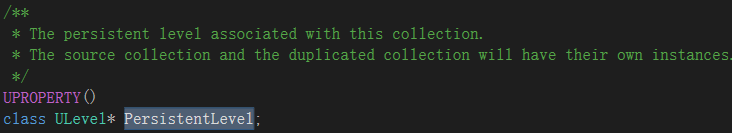 /**
* The persistent level associated with this collection.
* The source collection and the duplicated collection will have their own instances.
*/
UPROPERTY()
class ULevel* PersistentLevel;